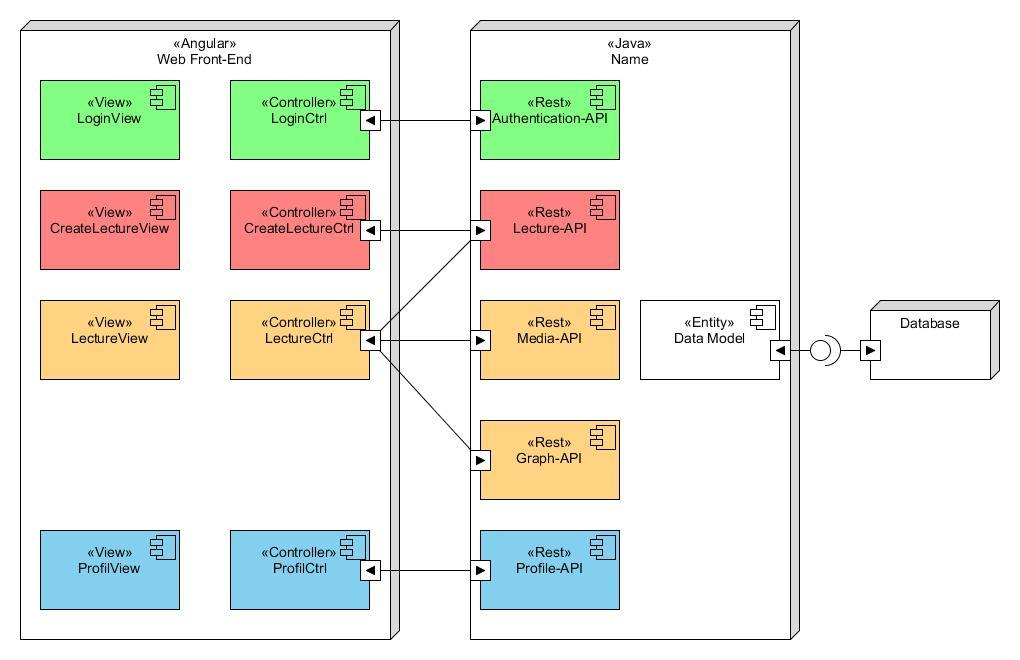 «Angular»
Web Front-End
«Java»
Name
«View»
LoginView
«Controller»
LoginCtrl
«Rest»
Authentication-API
«View»
CreateLectureView
«Controller»
CreateLectureCtrl
«Rest»
Lecture-API
«View»
LectureView
«Controller»
LectureCtrl
«Rest»
Media-API
«Entity»
Data Model
Database
«Rest»
Graph-API
«View»
ProfilView
«Controller»
ProfilCtrl
«Rest»
Profile-API